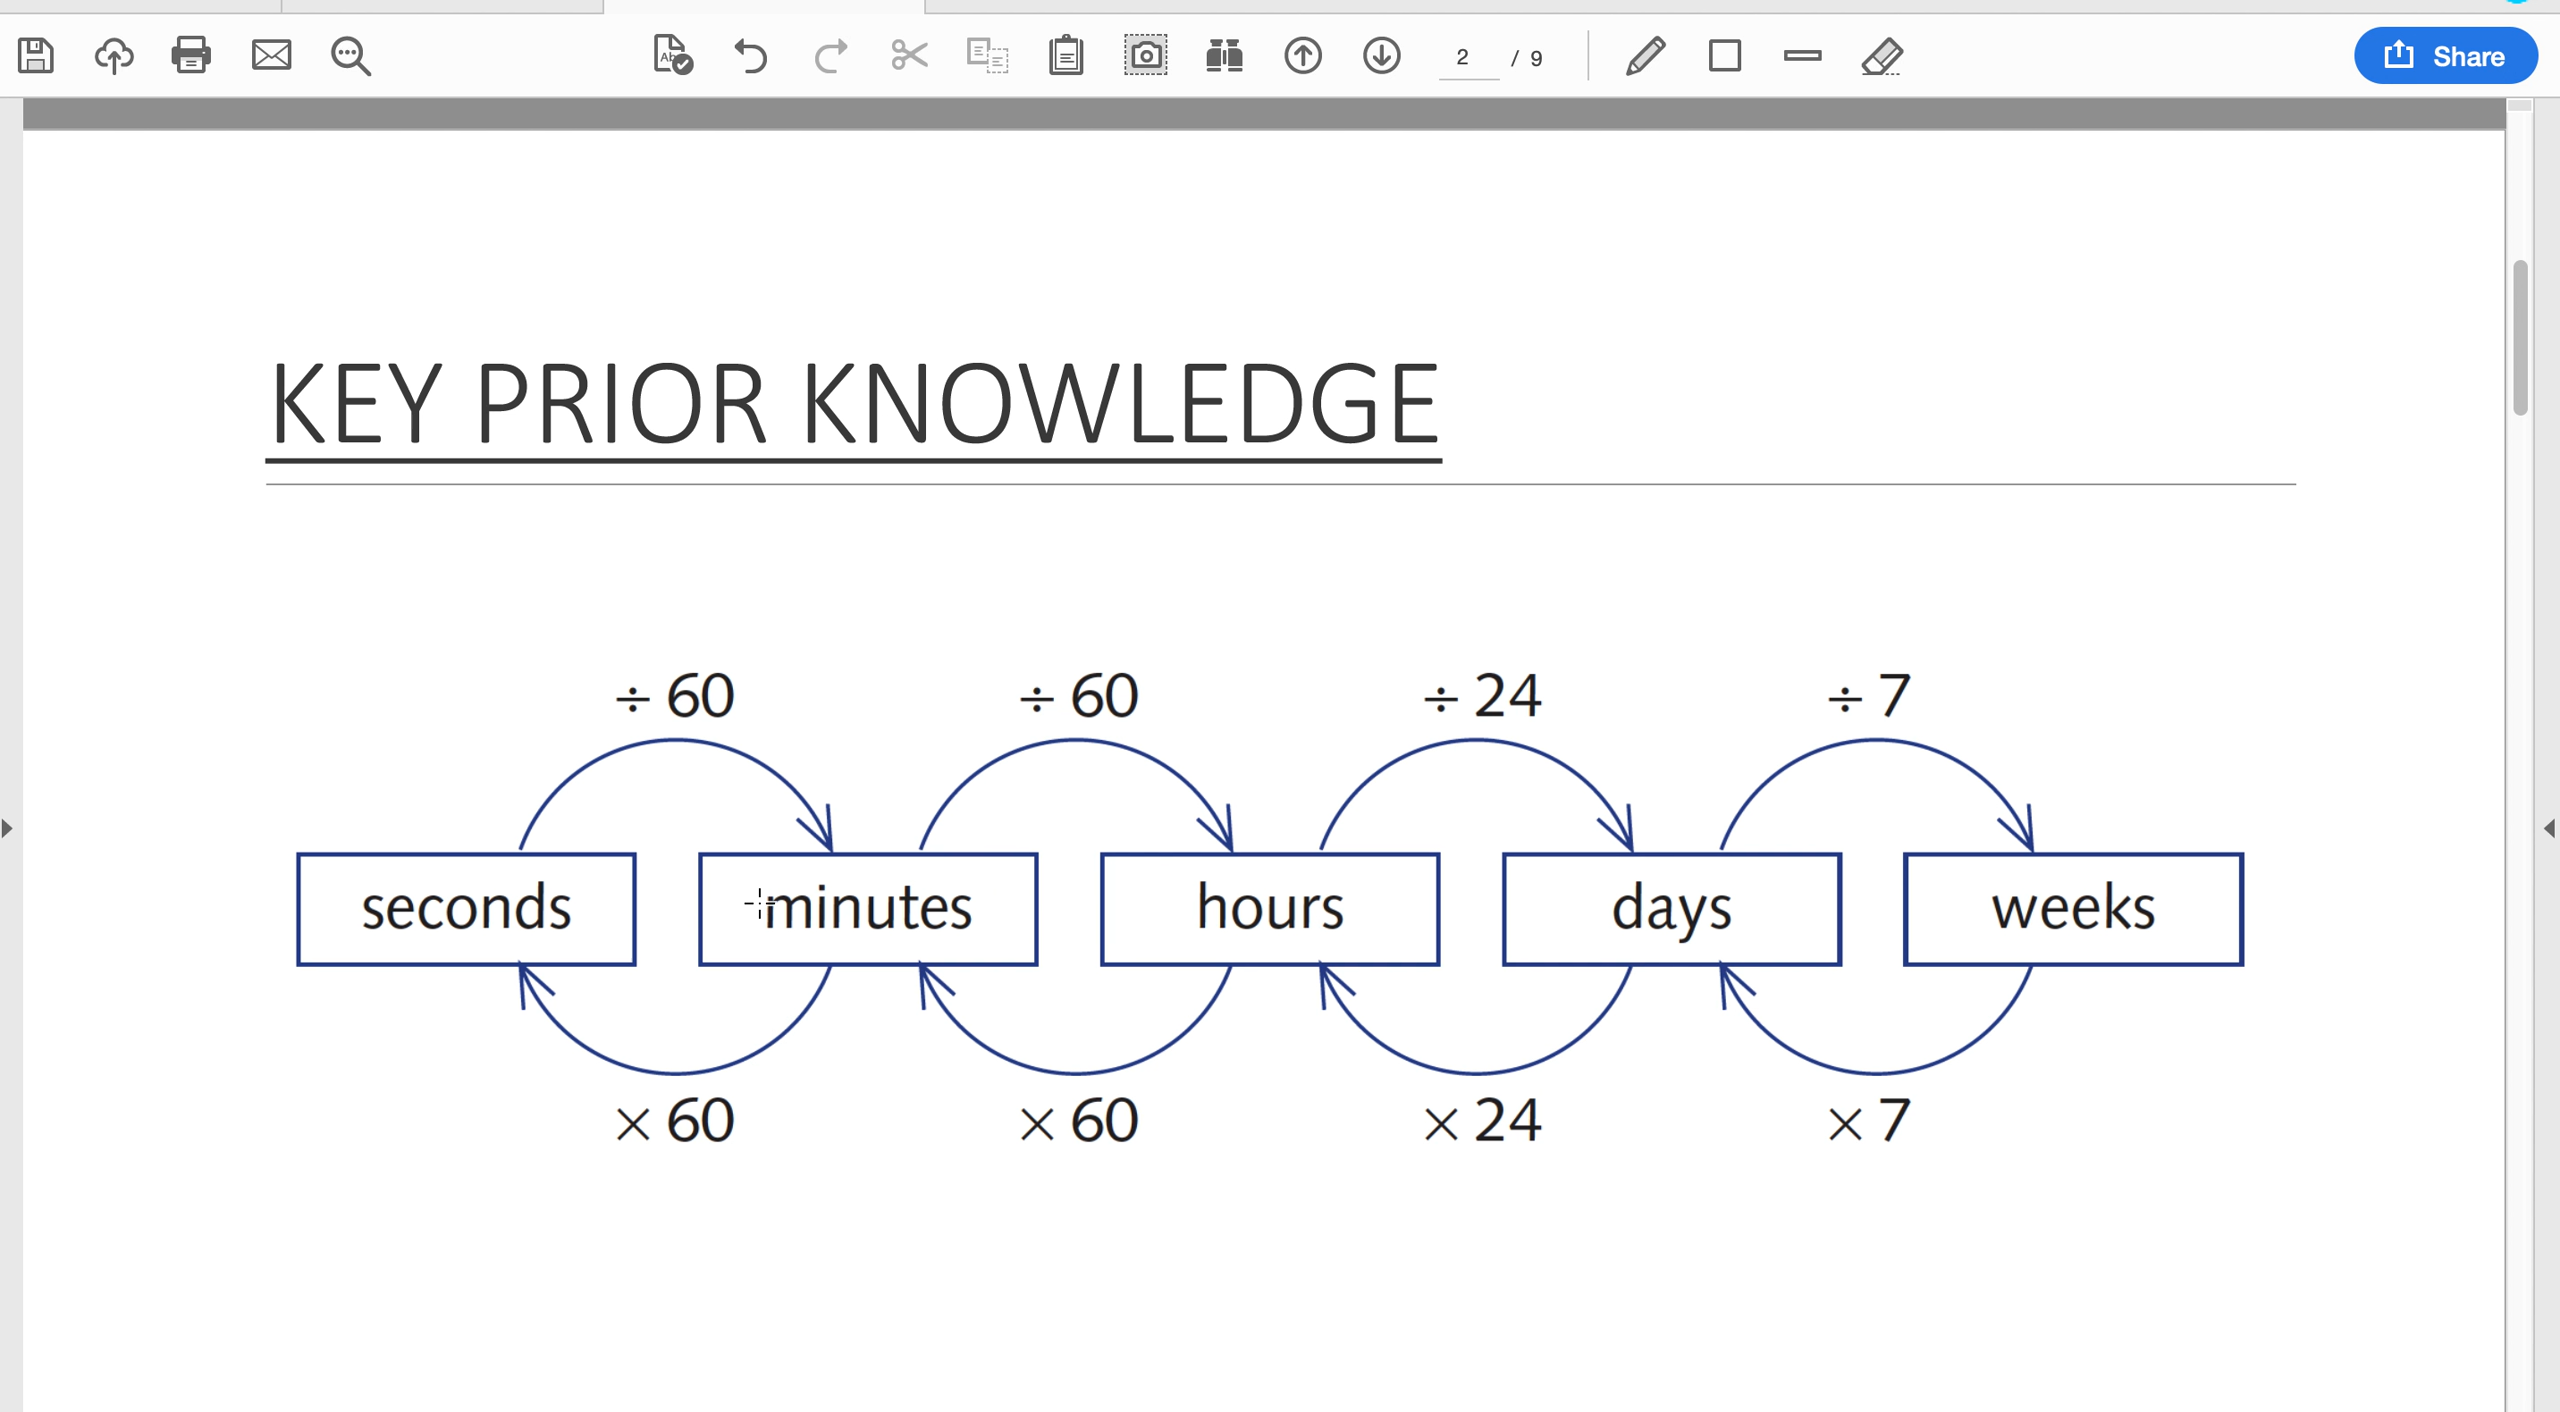 2 / 9
Share
KEY PRIOR KNOWLEDGE
÷ 60 ÷ 60 ÷ 24 ÷ 7
seconds minutes hours days weeks
× 60 × 60 × 24 × 7